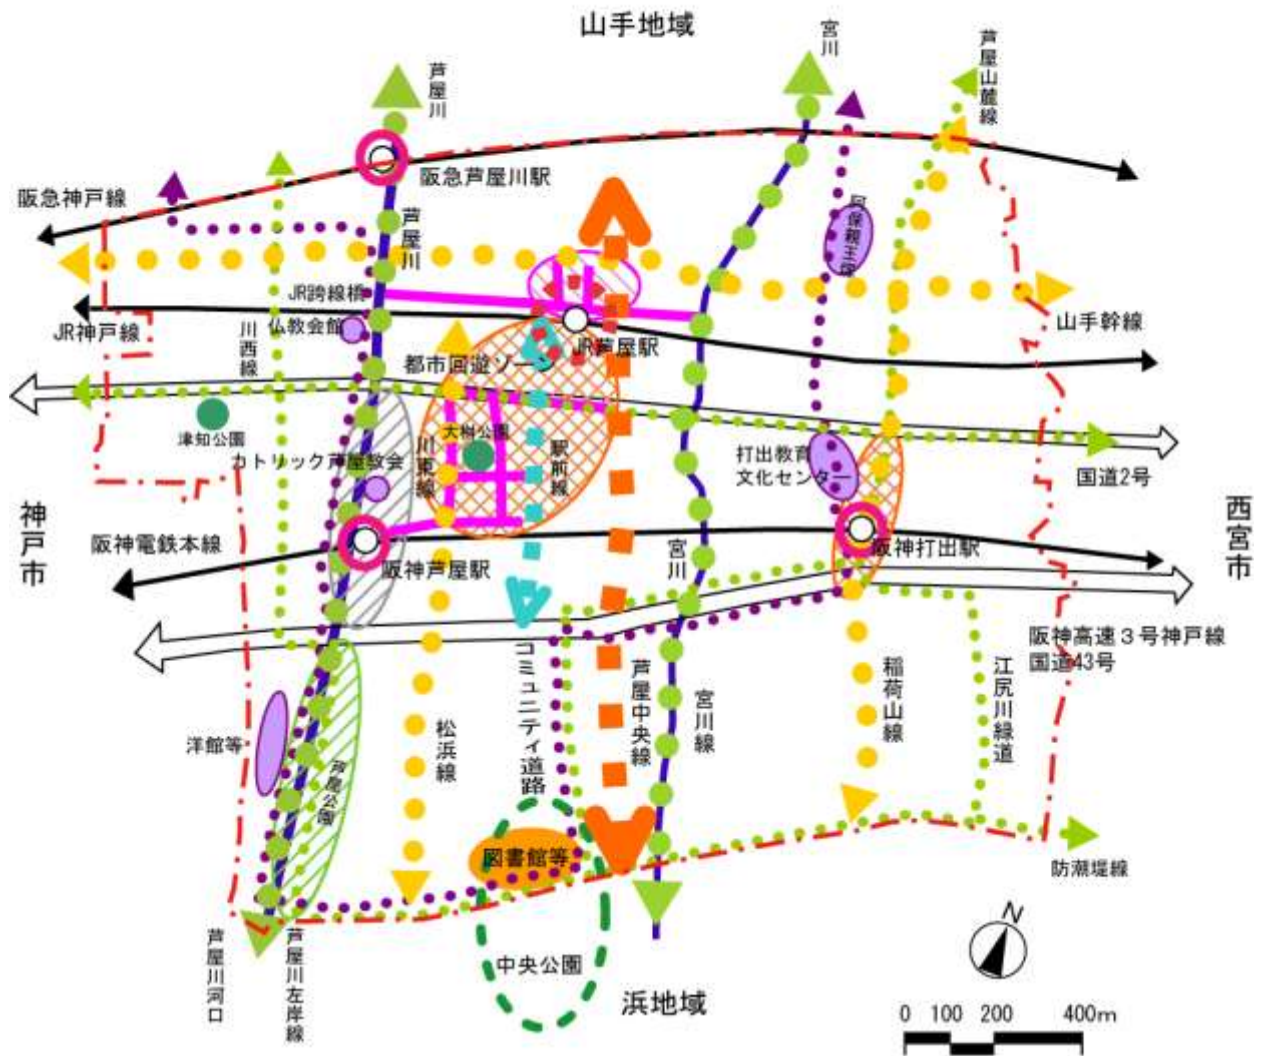 山手地域
宮川
芦屋川
芦屋山麓線
阪急神戸線
阪急芦屋川駅
芦屋川
阿保親王塚
JR跨線橋
JR神戸線
仏教会館
JR芦屋駅
山手幹線
川西線
都市回遊ゾーン
津知公園
大桝公園
川東線
駅前線
カトリック芦屋教会
打出教育
文化センター
国道2号
神戸市
西宮市
阪神電鉄本線
阪神芦屋駅
宮川
阪神打出駅
阪神高速3号神戸線
国道43号
洋館等
芦屋公園
松浜線
コミュニティ道路
芦屋中央線
宮川線
稲荷山線
江尻川緑道
図書館等
防潮堤線
芦屋川河口
芦屋川左岸線
中央公園
浜地域
N
0 100 200 400m